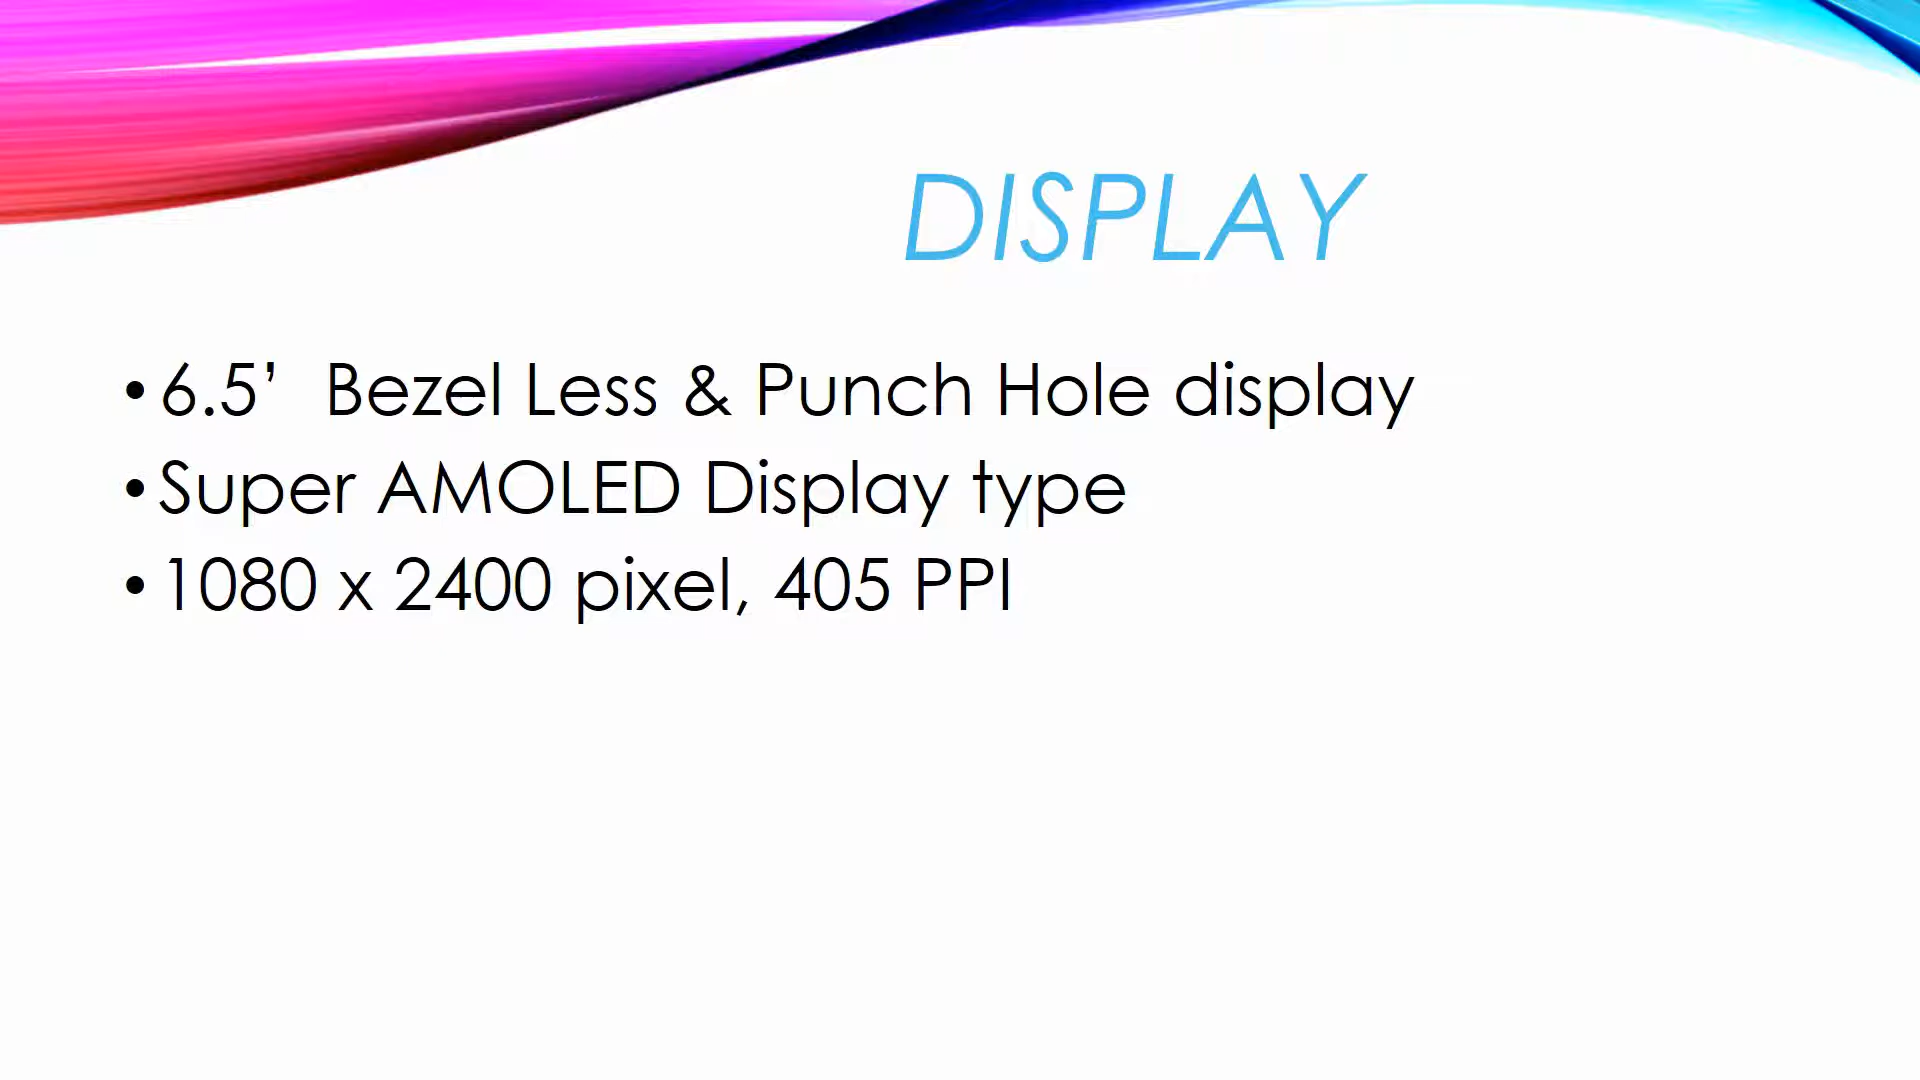 DISPLAY
• 6.5’ Bezel Less & Punch Hole display
• Super AMOLED Display type
• 1080 x 2400 pixel, 405 PPI